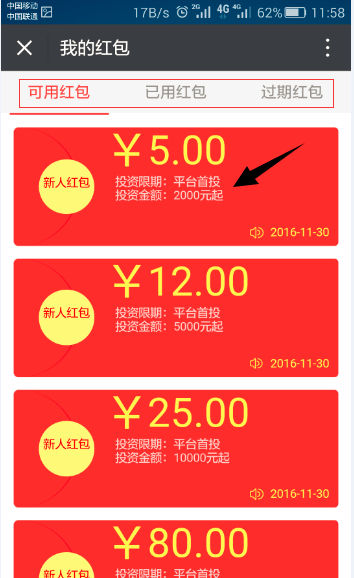 中国移动
中国联通
17B/s 2G 4G 4G 62% 11:58
我的红包
可用红包 已用红包 过期红包
¥5.00
新人红包
投资限期：平台首投
投资金额：2000元起
2016-11-30
¥12.00
新人红包
投资限期：平台首投
投资金额：5000元起
2016-11-30
¥25.00
新人红包
投资限期：平台首投
投资金额：10000元起
2016-11-30
¥80.00
新人红包
投资限期：平台首投